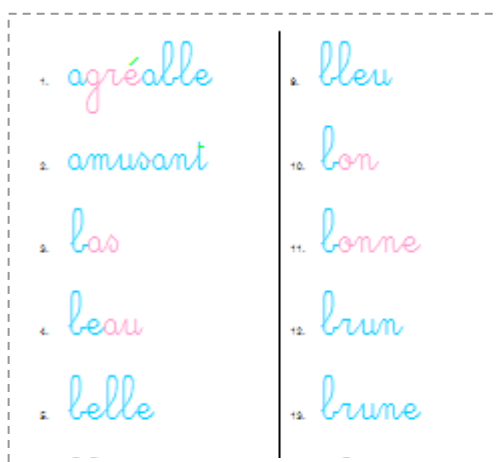 1. agréable
2. amusant
3. bas
4. beau
5. belle
9. bleu
10. bon
11. bonne
12. brun
13. brune